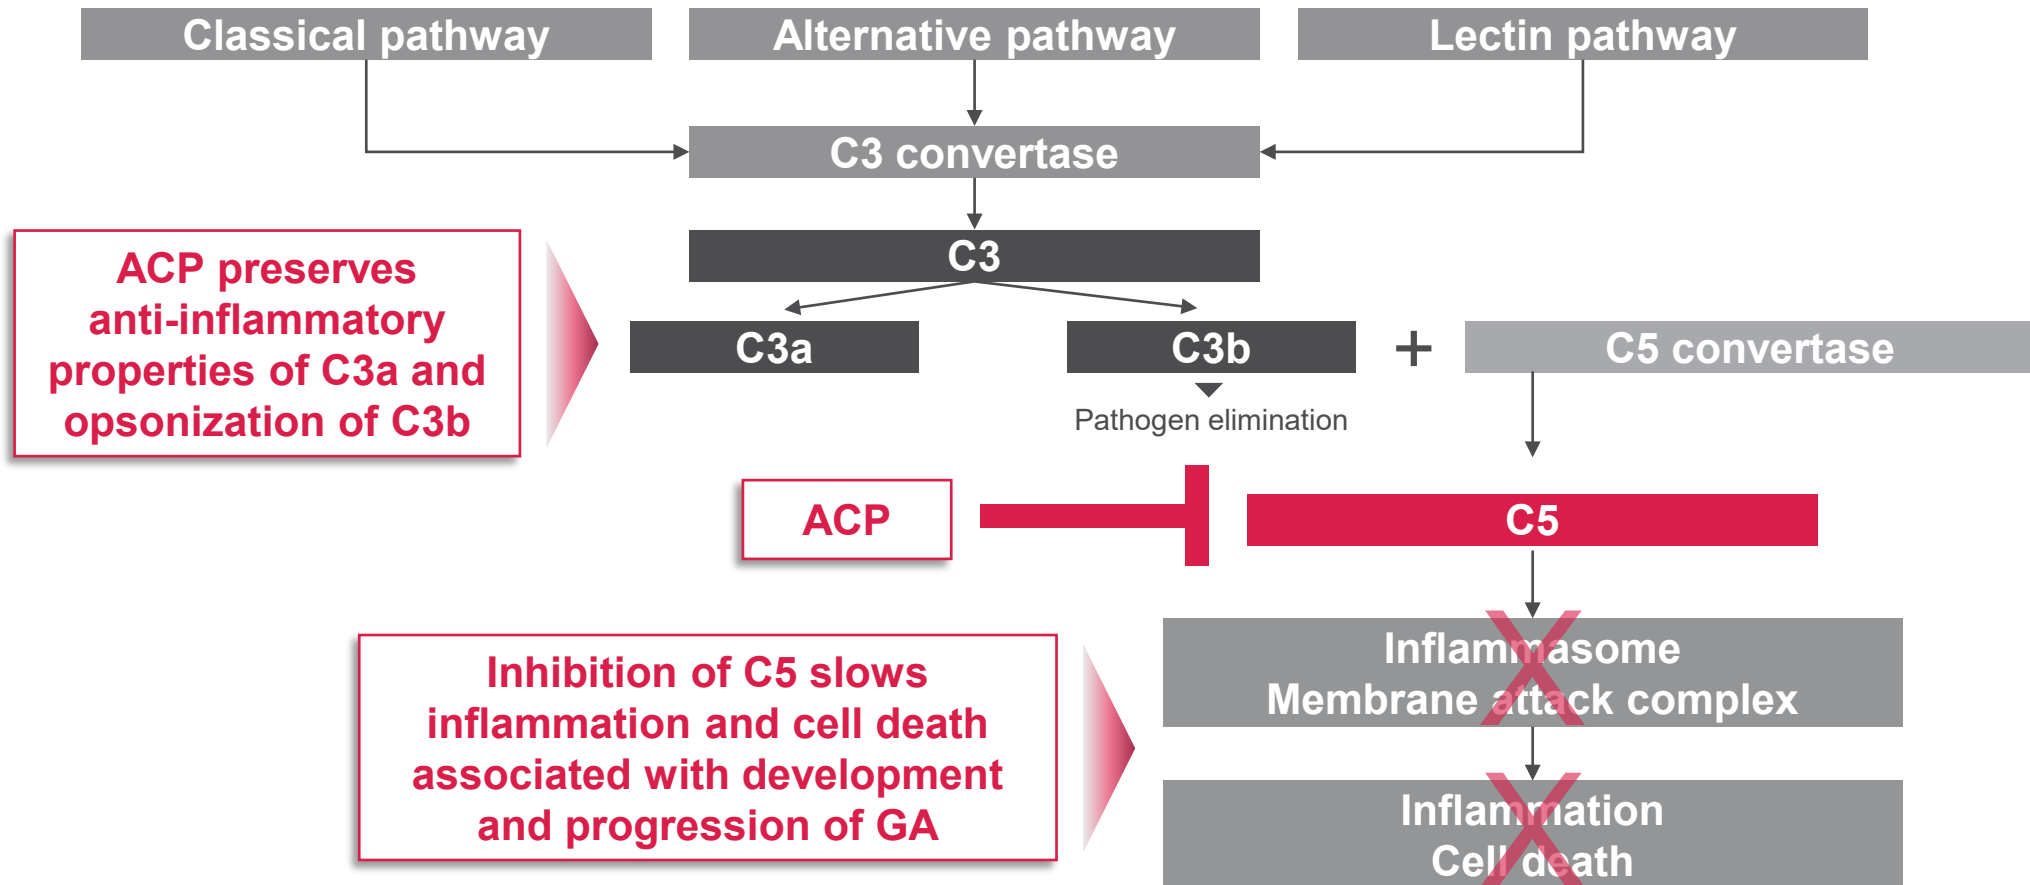 Classical pathway
Alternative pathway
Lectin pathway
C3 convertase
C3
ACP preserves
anti-inflammatory
properties of C3a and
opsonization of C3b
C3a
C3b
+
C5 convertase
Pathogen elimination
ACP
C5
Inhibition of C5 slows
inflammation and cell death
associated with development
and progression of GA
Inflammasome
Membrane attack complex
Inflammation
Cell death